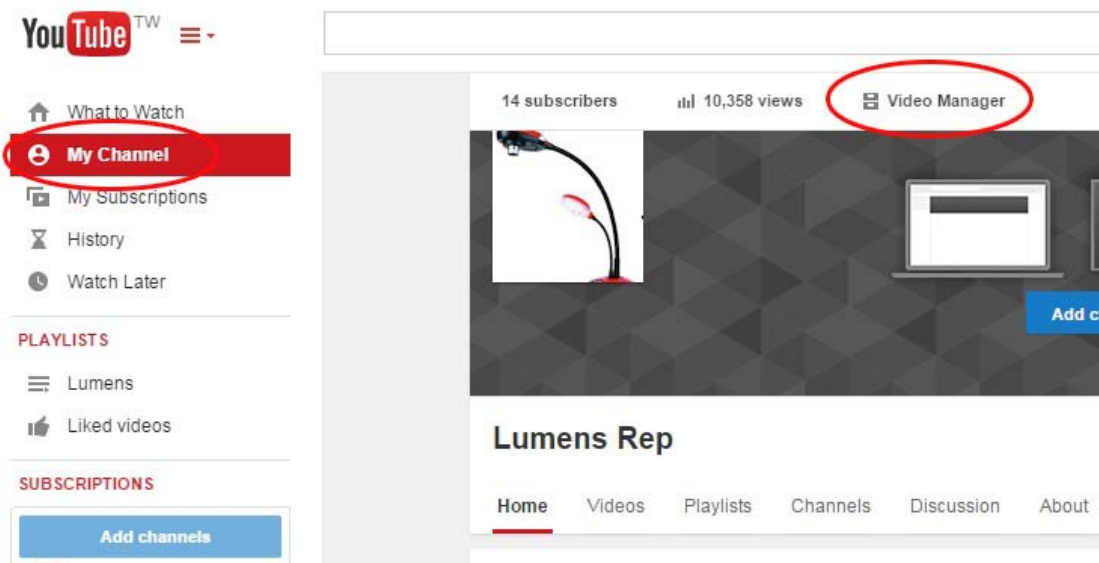 YouTube TW
What to Watch
My Channel
My Subscriptions
History
Watch Later
PLAYLISTS
Lumens
Liked videos
SUBSCRIPTIONS
Add channels
14 subscribers 10,358 views Video Manager
Add c
Lumens Rep
Home Videos Playlists Channels Discussion About